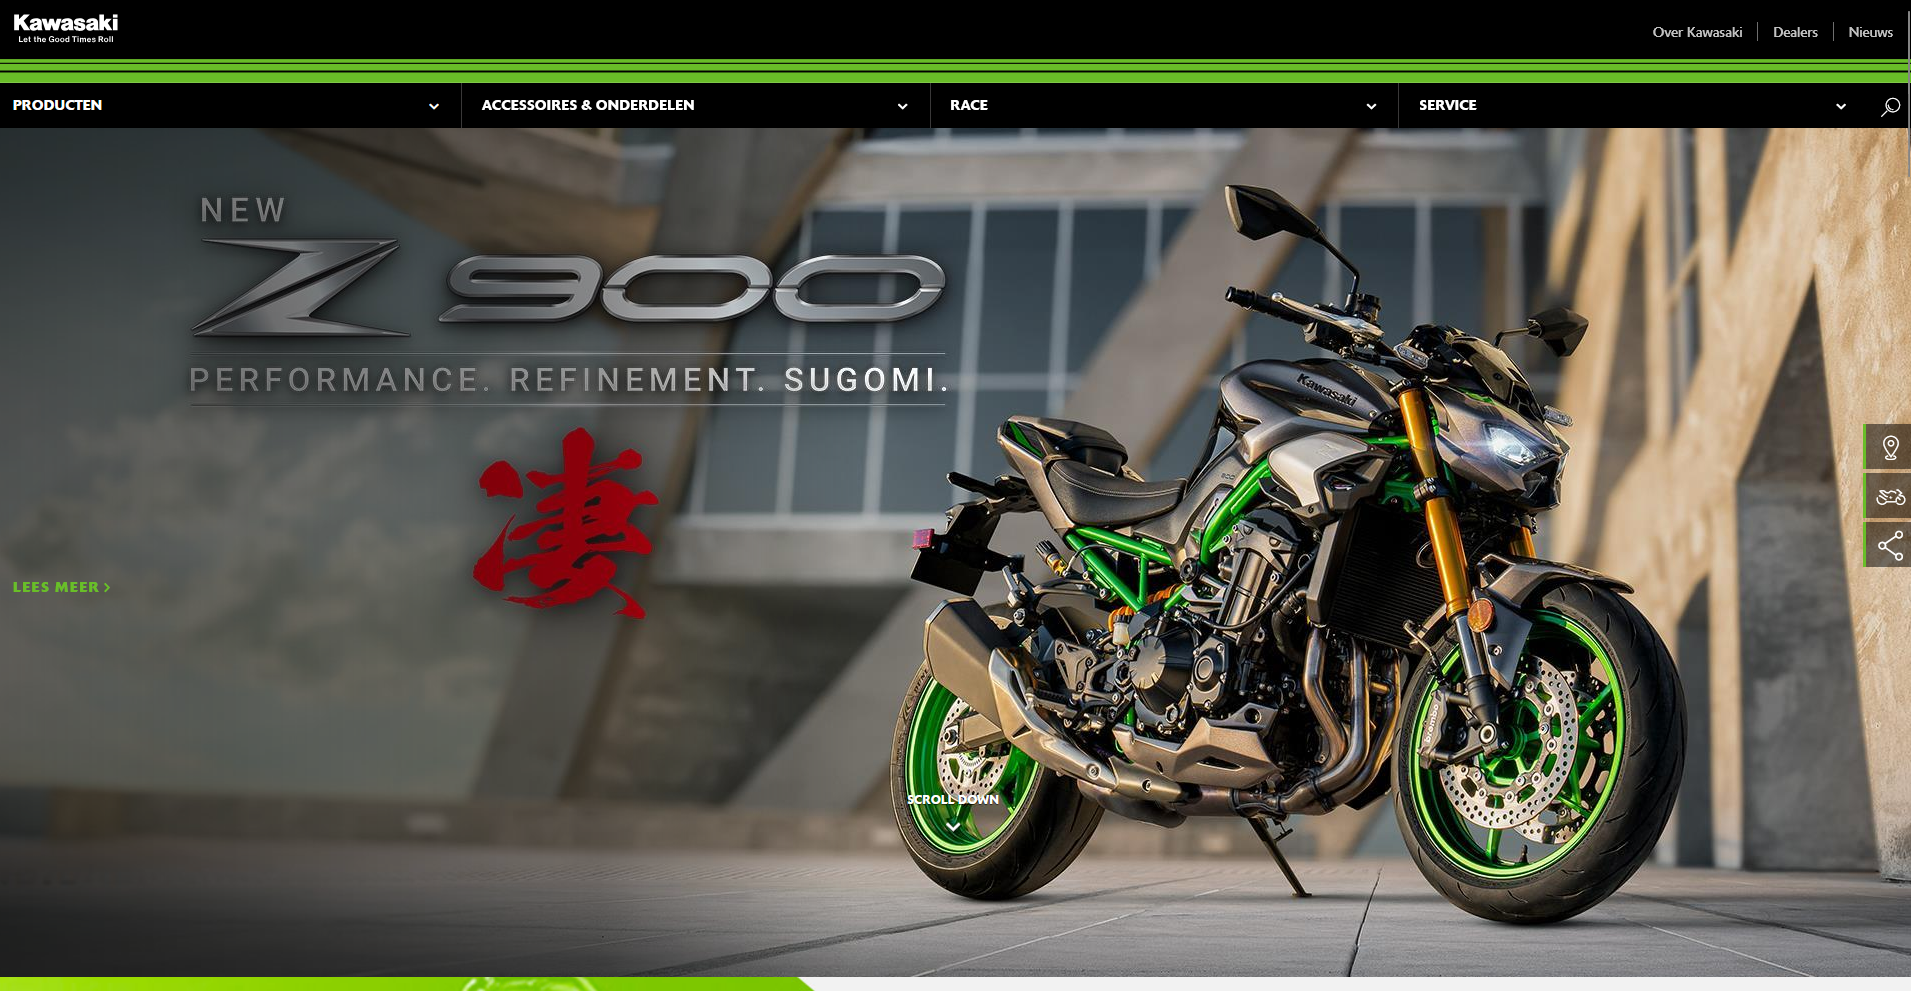 Kawasaki
Let the Good Times Roll
Over Kawasaki
Dealers
Nieuws
PRODUCTEN
ACCESSOIRES & ONDERDELEN
RACE
SERVICE
NEW
Z900
PERFORMANCE. REFINEMENT. SUGOMI.
凄
Kawasaki
brembo
LEES MEER >
SCROLL DOWN